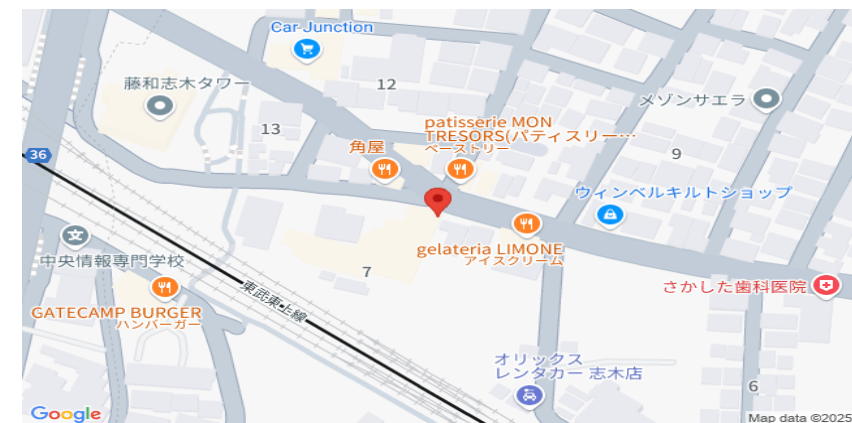 Car Junction
藤和志木タワー
12
メゾンサエラ
13
patisserie MON
TRESORS(パティスリー…
ペーストリー
角屋
9
36
ウィンベルキルトショップ
中央情報専門学校
gelateria LIMONE
アイスクリーム
7
さかした歯科医院
東武東上線
GATECAMP BURGER
ハンバーガー
オリックス
レンタカー 志木店
6
Google
Map data ©2025